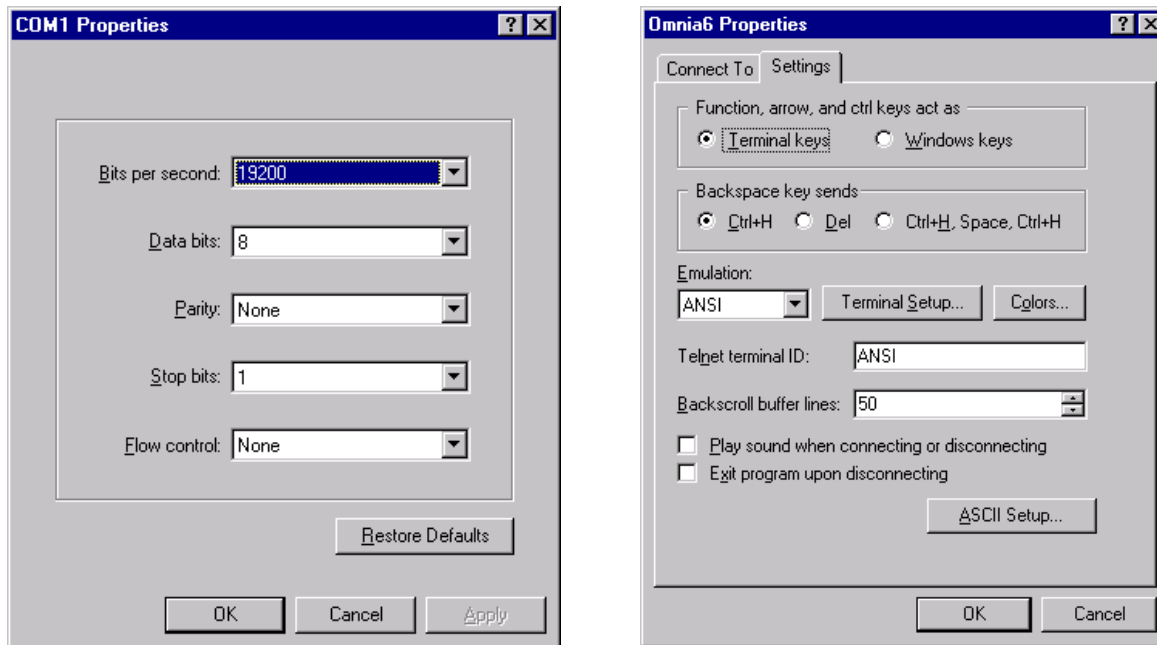 COM1 Properties
Bits per second: 19200
Data bits: 8
Parity: None
Stop bits: 1
Flow control: None
Restore Defaults
OK Cancel Apply
Omnia6 Properties
Connect To Settings
Function, arrow, and ctrl keys act as
Terminal keys Windows keys
Backspace key sends
Ctrl+H Del Ctrl+H, Space, Ctrl+H
Emulation:
ANSI Terminal Setup... Colors...
Telnet terminal ID: ANSI
Backscroll buffer lines: 50
Play sound when connecting or disconnecting
Exit program upon disconnecting
ASCII Setup...
OK Cancel